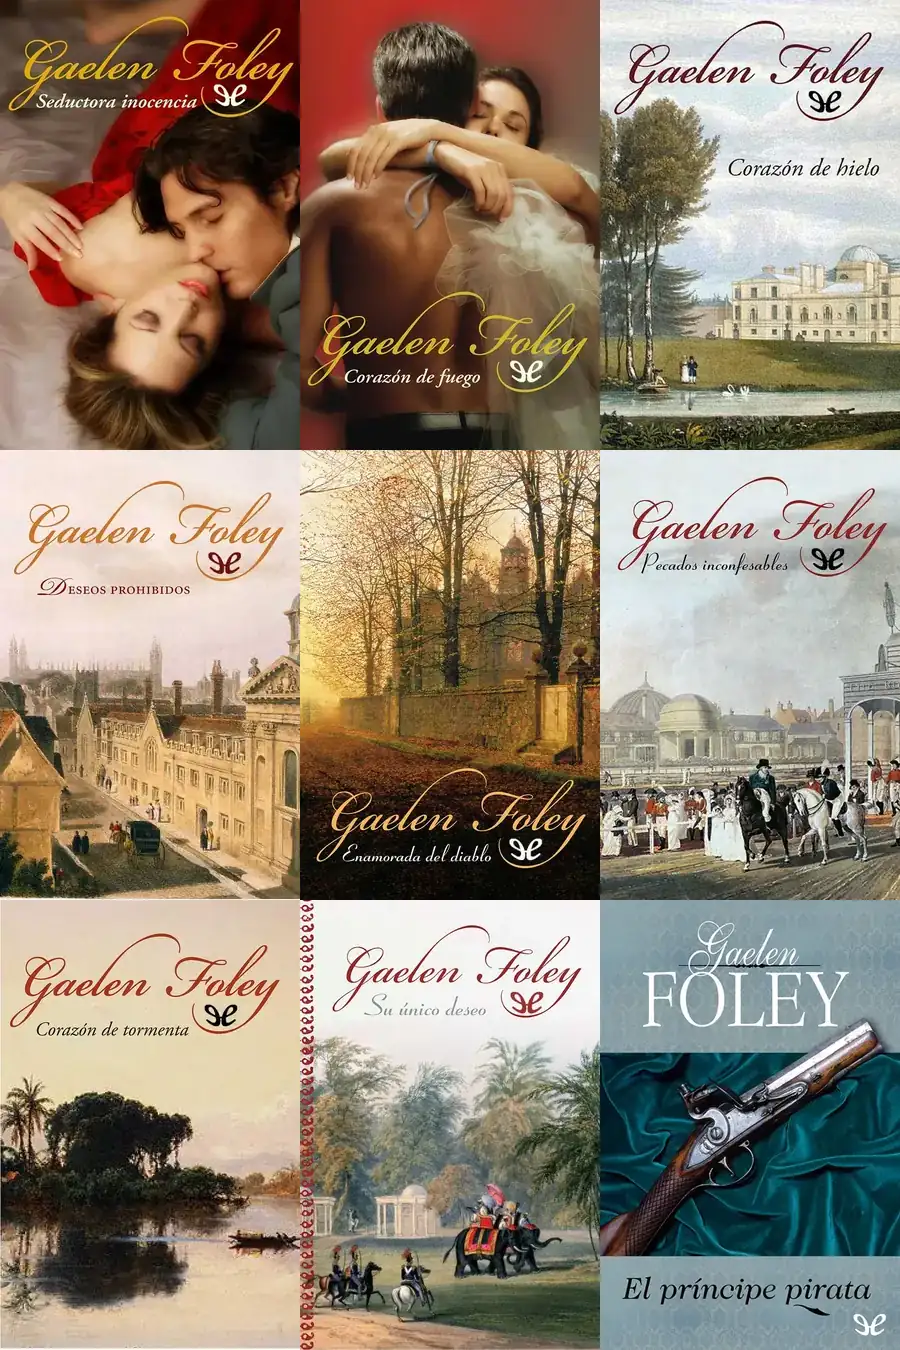 Gaelen Foley
Seductora inocencia
Gaelen Foley
Corazón de fuego
Gaelen Foley
Corazón de hielo
Gaelen Foley
DESEOS PROHIBIDOS
Gaelen Foley
Enamorada del diablo
Gaelen Foley
Pecados inconfesables
Gaelen Foley
Corazón de tormenta
Gaelen Foley
Su único deseo
Gaelen
FOLEY
El príncipe pirata